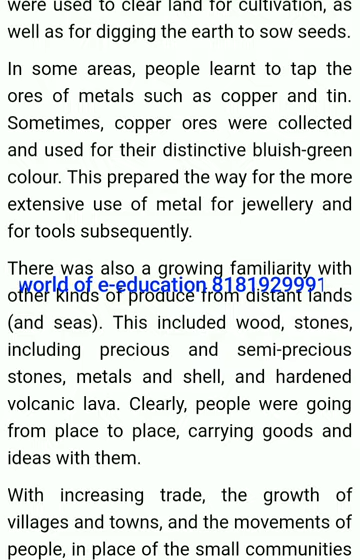 were used to clear land for cultivation, as
well as for digging the earth to sow seeds.
In some areas, people learnt to tap the
ores of metals such as copper and tin.
Sometimes, copper ores were collected
and used for their distinctive bluish-green
colour. This prepared the way for the more
extensive use of metal for jewellery and
for tools subsequently.
There was also a growing familiarity with
world of e-education 8181929991
other kinds of produce from distant lands
(and seas). This included wood, stones,
including precious and semi-precious
stones, metals and shell, and hardened
volcanic lava. Clearly, people were going
from place to place, carrying goods and
ideas with them.
With increasing trade, the growth of
villages and towns, and the movements of
people, in place of the small communities